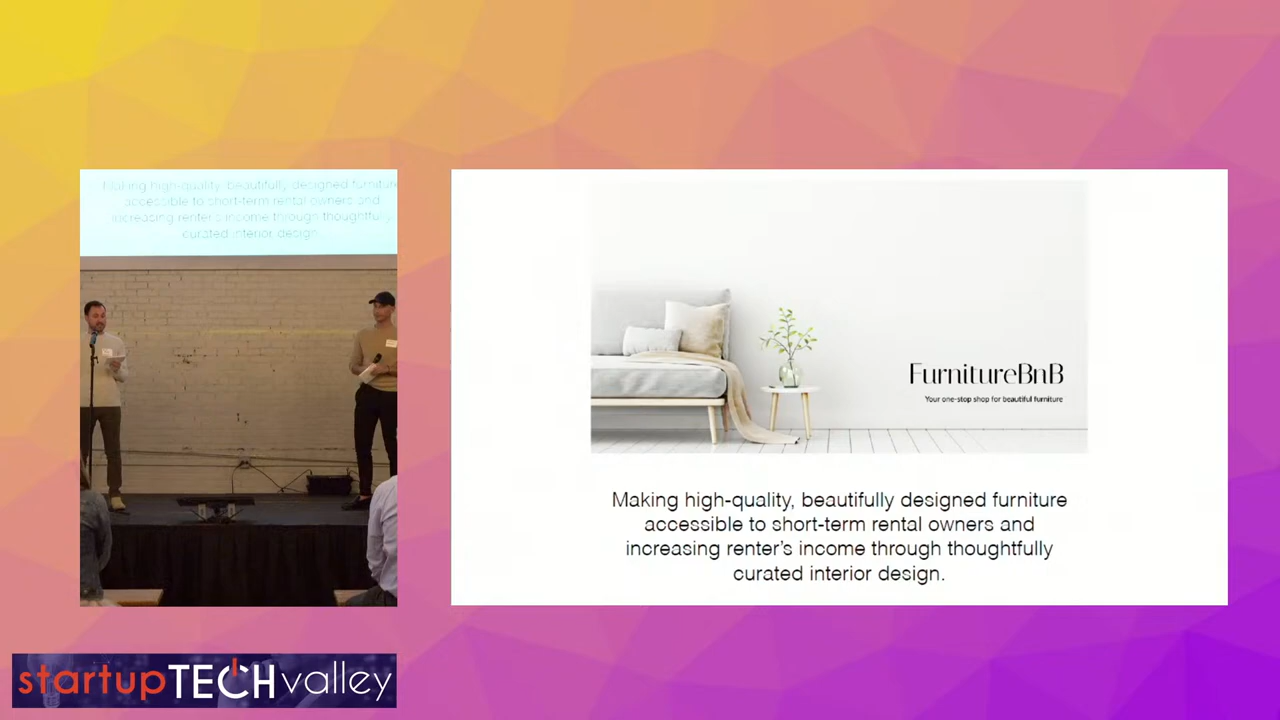 Making high-quality, beautifully designed furniture
accessible to short-term rental owners and
increasing renter's income through thoughtfully
curated interior design.
FurnitureBnB
Your one-stop shop for beautiful furniture
Making high-quality, beautifully designed furniture
accessible to short-term rental owners and
increasing renter's income through thoughtfully
curated interior design.
startupTECHvalley